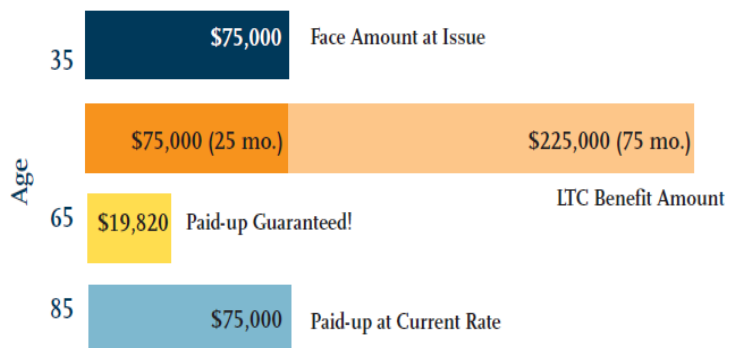 $75,000 Face Amount at Issue
35
$75,000 (25 mo.) $225,000 (75 mo.)
LTC Benefit Amount
Age
65 $19,820 Paid-up Guaranteed!
85 $75,000 Paid-up at Current Rate